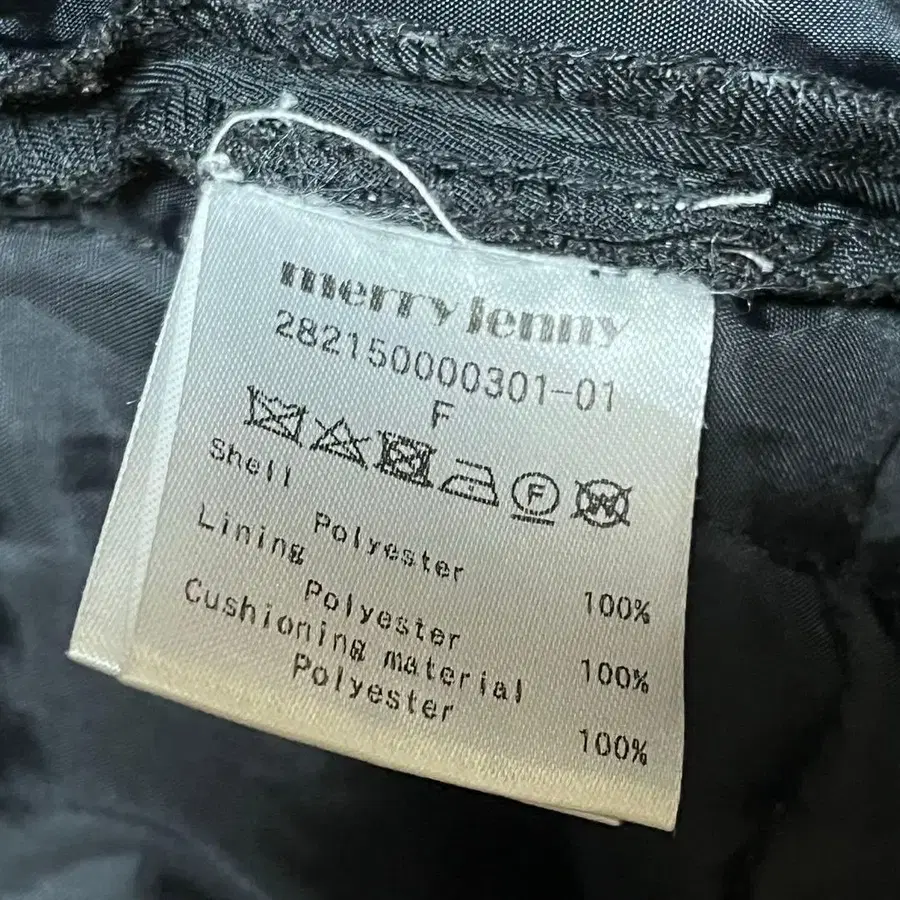 merry jenny
282150000301-01
F
F W
Shell
Polyester 100%
Lining
Polyester 100%
Cushioning material
Polyester 100%